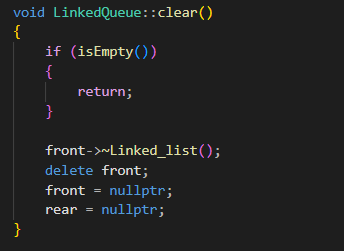 void LinkedQueue::clear()
{
if (isEmpty())
{
return;
}
front->~Linked_list();
delete front;
front = nullptr;
rear = nullptr;
}